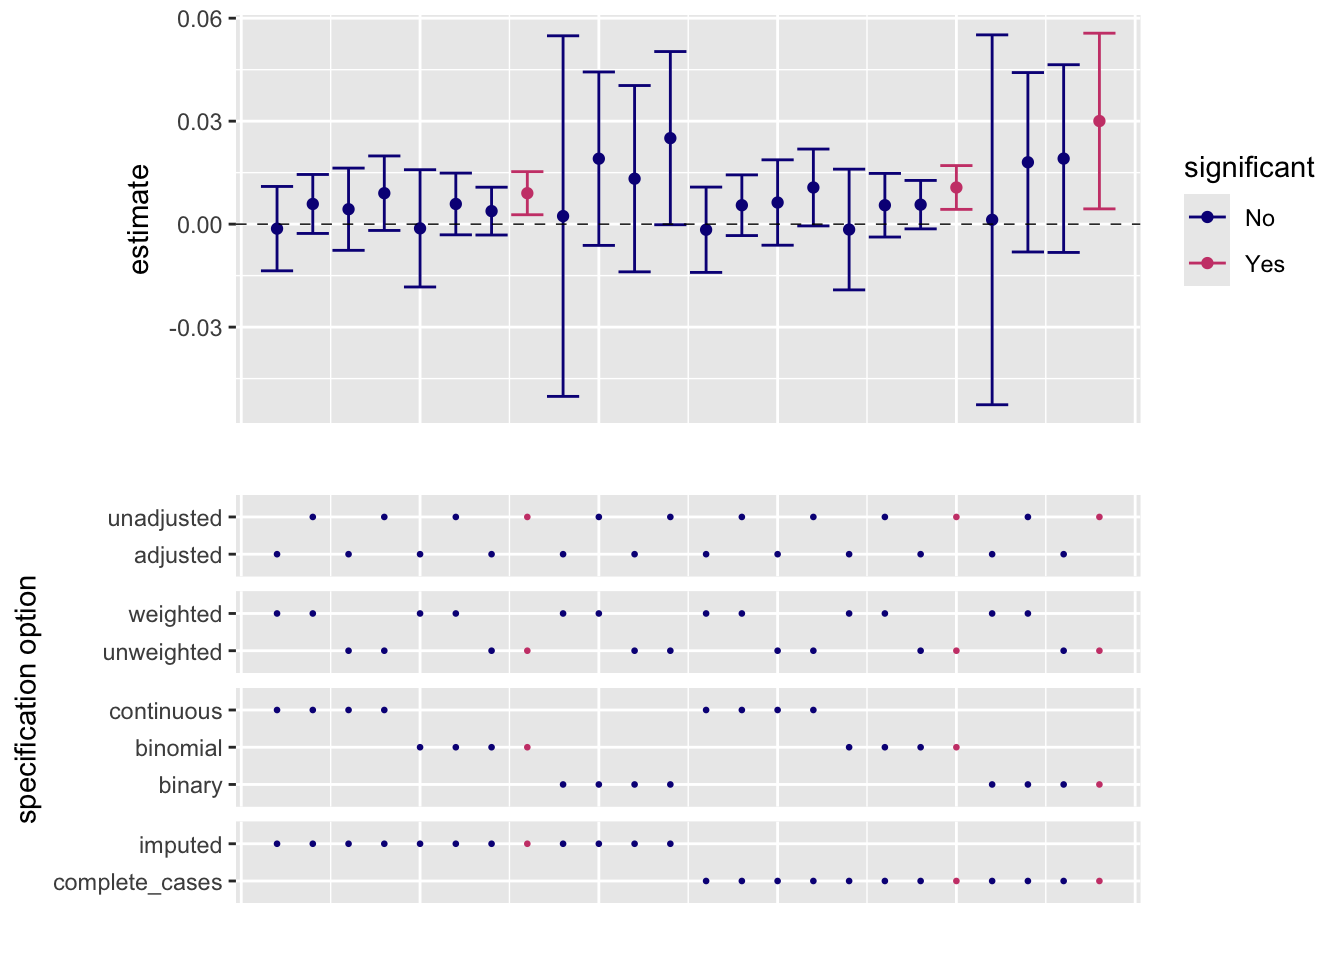 0.06
0.03
0.00
-0.03
estimate
significant
No
Yes
unadjusted
adjusted
weighted
unweighted
continuous
binomial
binary
imputed
complete_cases
specification option